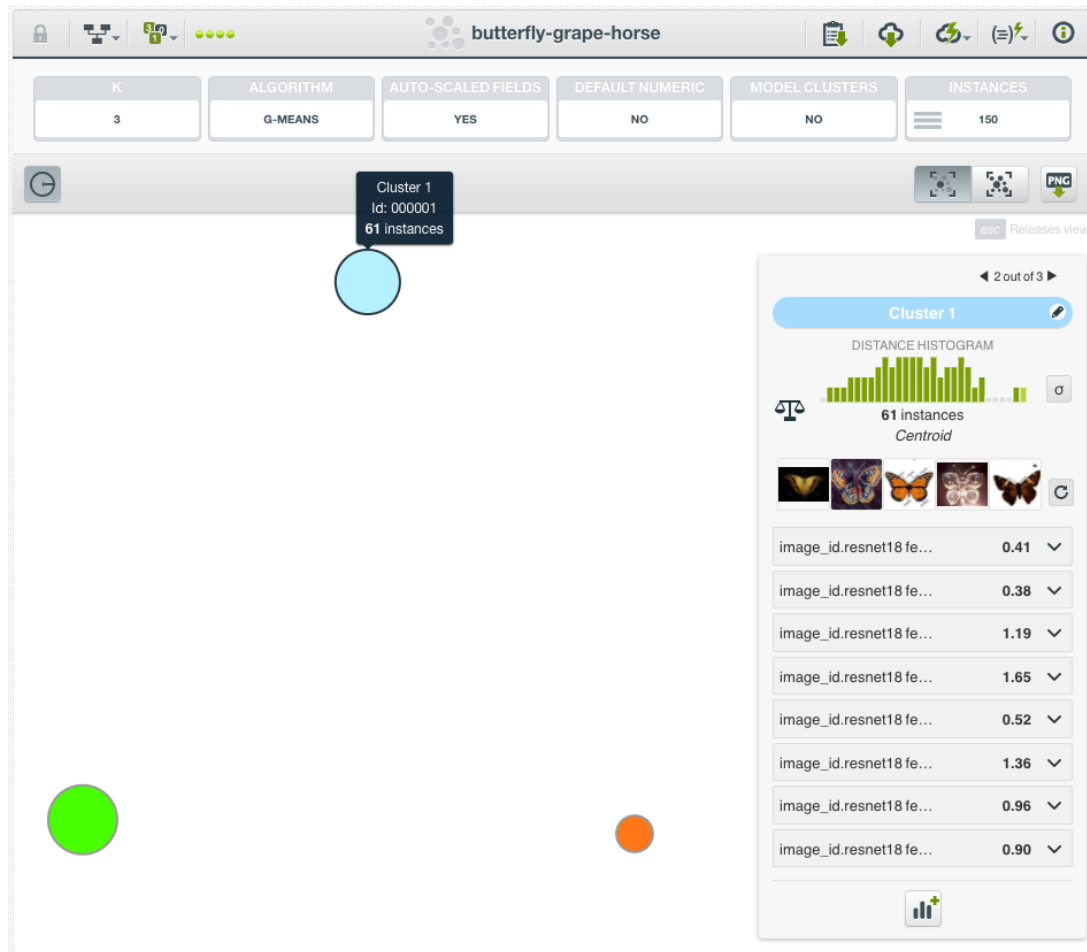 butterfly-grape-horse
K
3
ALGORITHM
G-MEANS
AUTO-SCALED FIELDS
YES
DEFAULT NUMERIC
NO
MODEL CLUSTERS
NO
INSTANCES
150
PNG
esc Releases view
Cluster 1
Id: 000001
61 instances
2 out of 3
Cluster 1
DISTANCE HISTOGRAM
σ
61 instances
Centroid
image_id.resnet18 fe... 0.41
image_id.resnet18 fe... 0.38
image_id.resnet18 fe... 1.19
image_id.resnet18 fe... 1.65
image_id.resnet18 fe... 0.52
image_id.resnet18 fe... 1.36
image_id.resnet18 fe... 0.96
image_id.resnet18 fe... 0.90